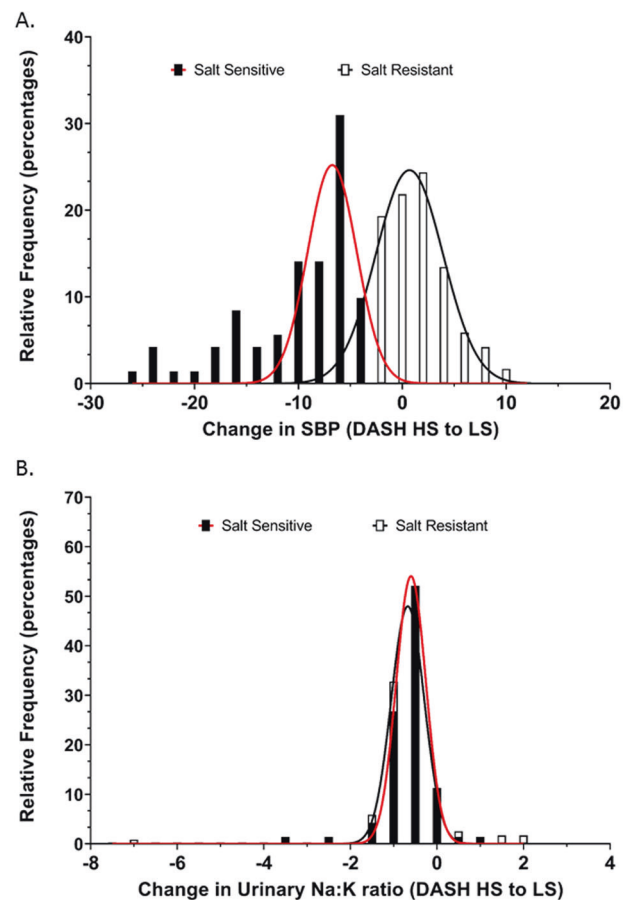 A.
40
Salt Sensitive Salt Resistant
30
20
10
0
-30 -20 -10 0 10 20
Relative Frequency (percentages)
Change in SBP (DASH HS to LS)
B.
70
60
Salt Sensitive Salt Resistant
50
40
30
20
10
0
-8 -6 -4 -2 0 2 4
Relative Frequency (percentages)
Change in Urinary Na:K ratio (DASH HS to LS)